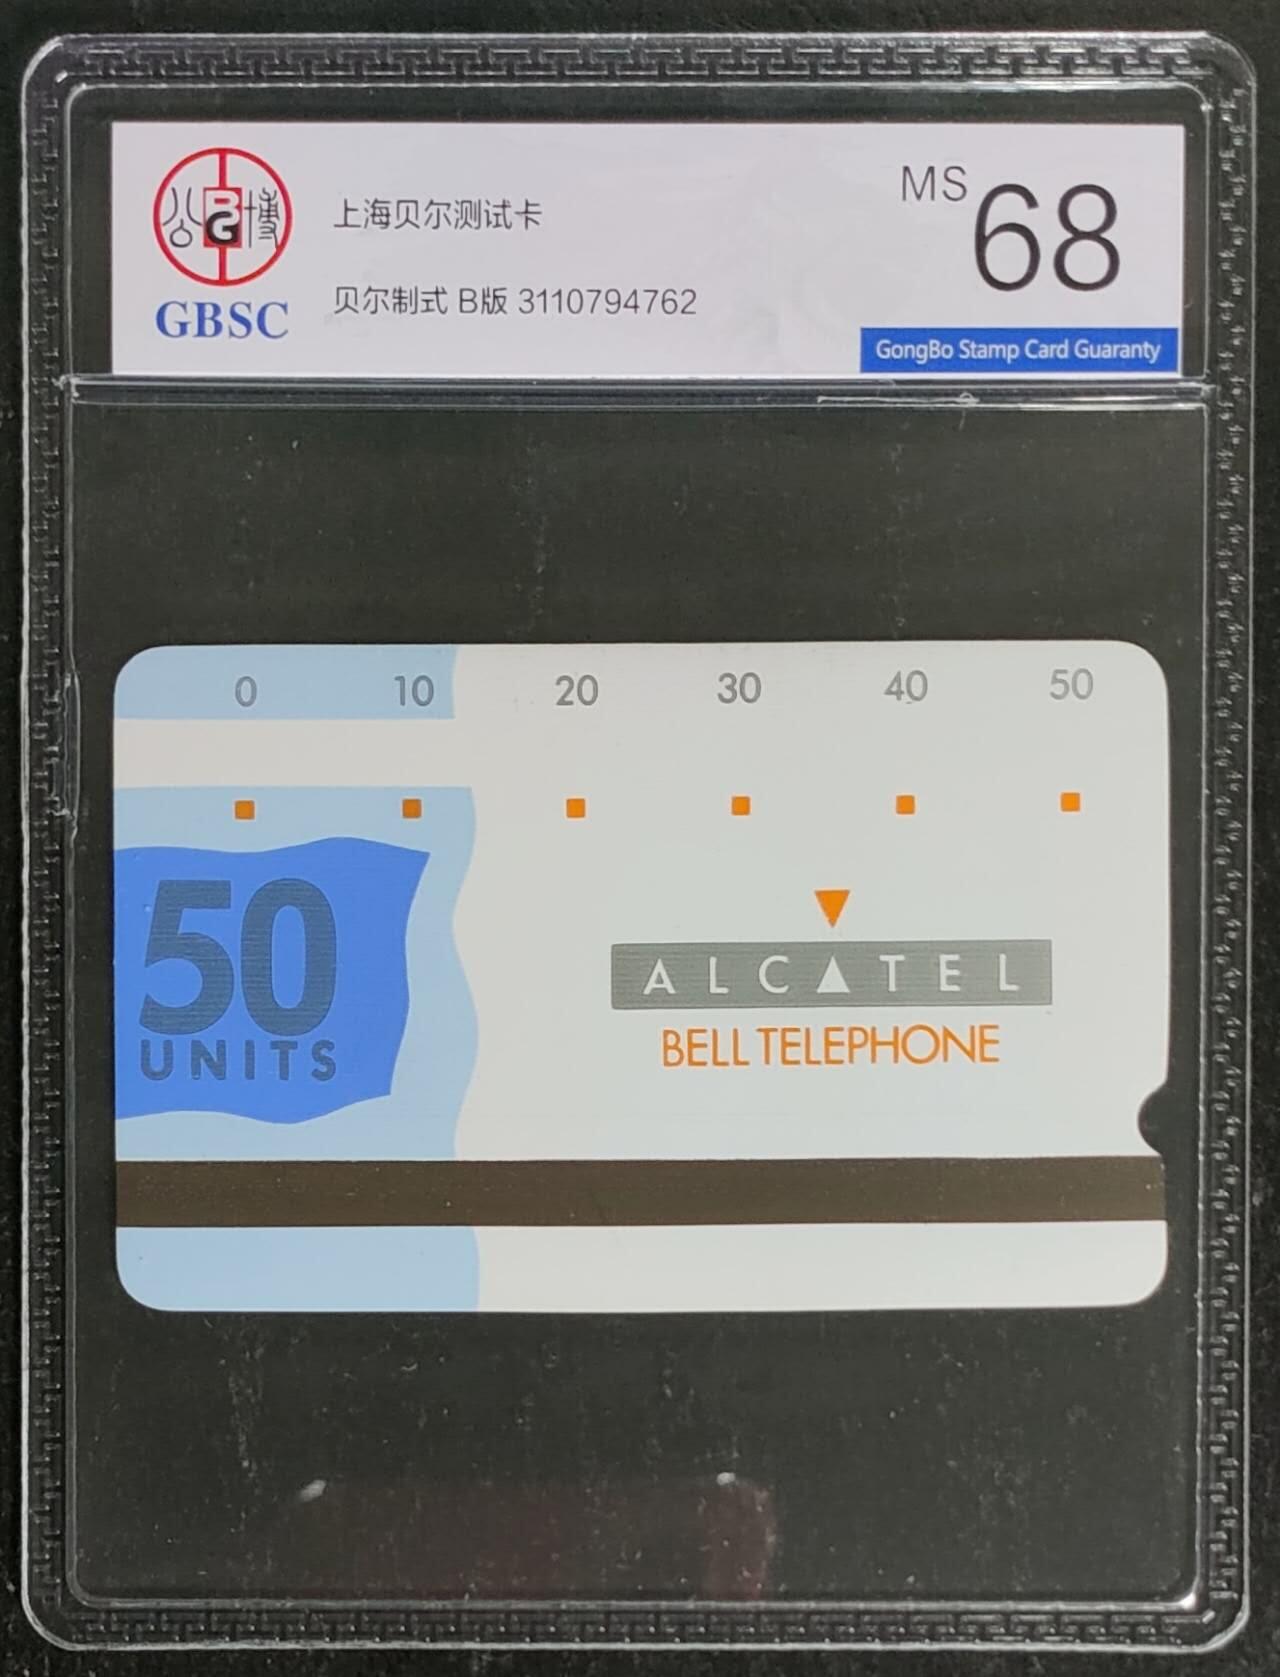 公 BG 博
GBSC
上海贝尔测试卡
贝尔制式 B版 3110794762
MS 68
GongBo Stamp Card Guaranty
0 10 20 30 40 50
50
UNITS
ALCATEL
BELL TELEPHONE